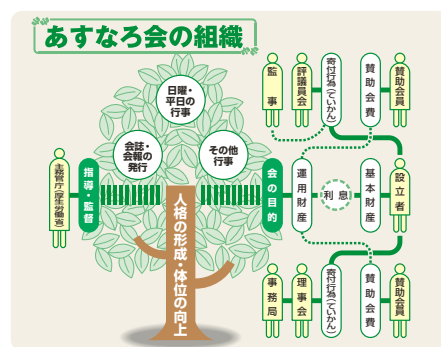 あすなろ会の組織
日曜・
平日の
行事
会誌・
会報の
発行
その他
行事
主務官庁(厚生労働省)
指導・監督
人格の形成・体位の向上
会の目的
監事
評議員会
寄付行為(ていかん)
賛助会費
賛助会員
運用財産
利息
基本財産
設立者
事務局
理事会
寄付行為(ていかん)
賛助会費
賛助会員